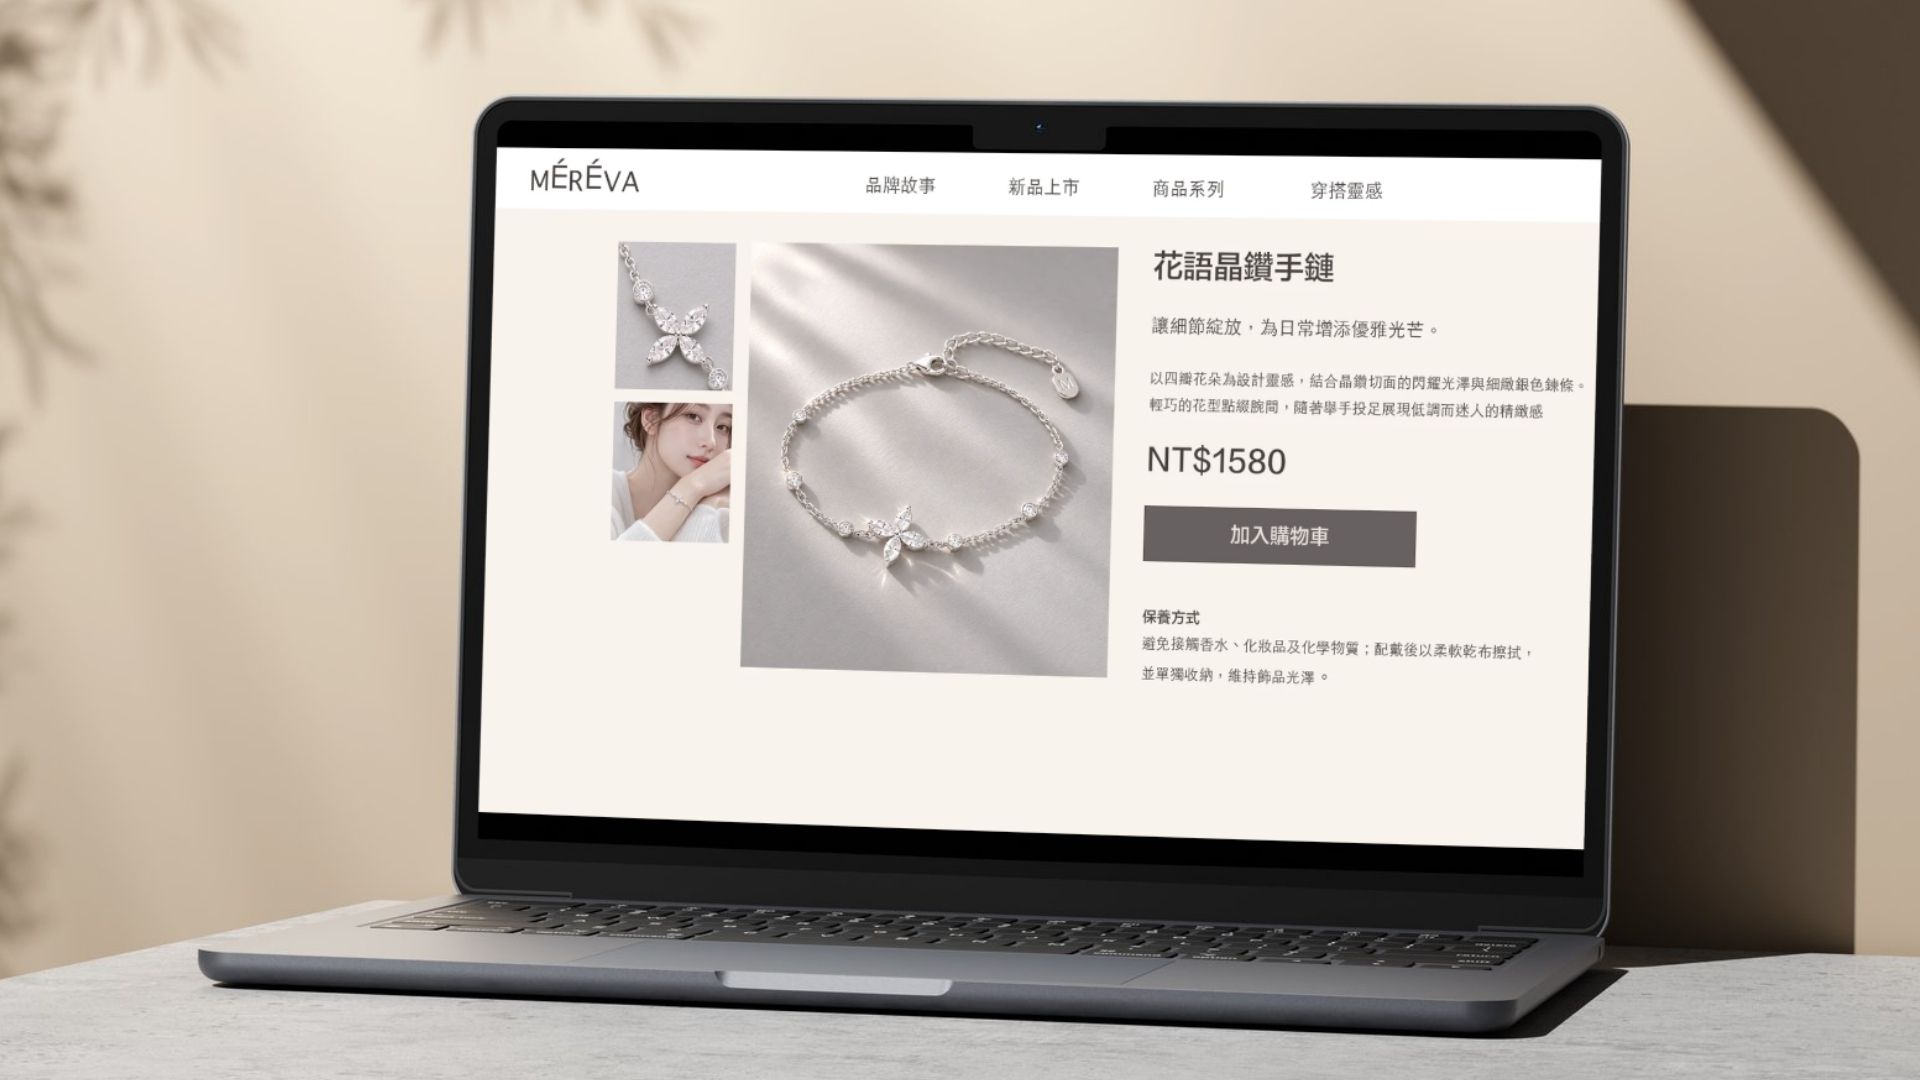 MÉRÉVA
品牌故事
新品上市
商品系列
穿搭靈感
花語晶鑽手鏈
讓細節綻放，為日常增添優雅光芒。
以四瓣花朵為設計靈感，結合晶鑽切面的閃耀光澤與細緻銀色鍊條。
輕巧的花型點綴腕間，隨著舉手投足展現低調而迷人的精緻感
NT$1580
加入購物車
保養方式
避免接觸香水、化妝品及化學物質；配戴後以柔軟乾布擦拭，
並單獨收納，維持飾品光澤。
M
command
option
return
shift